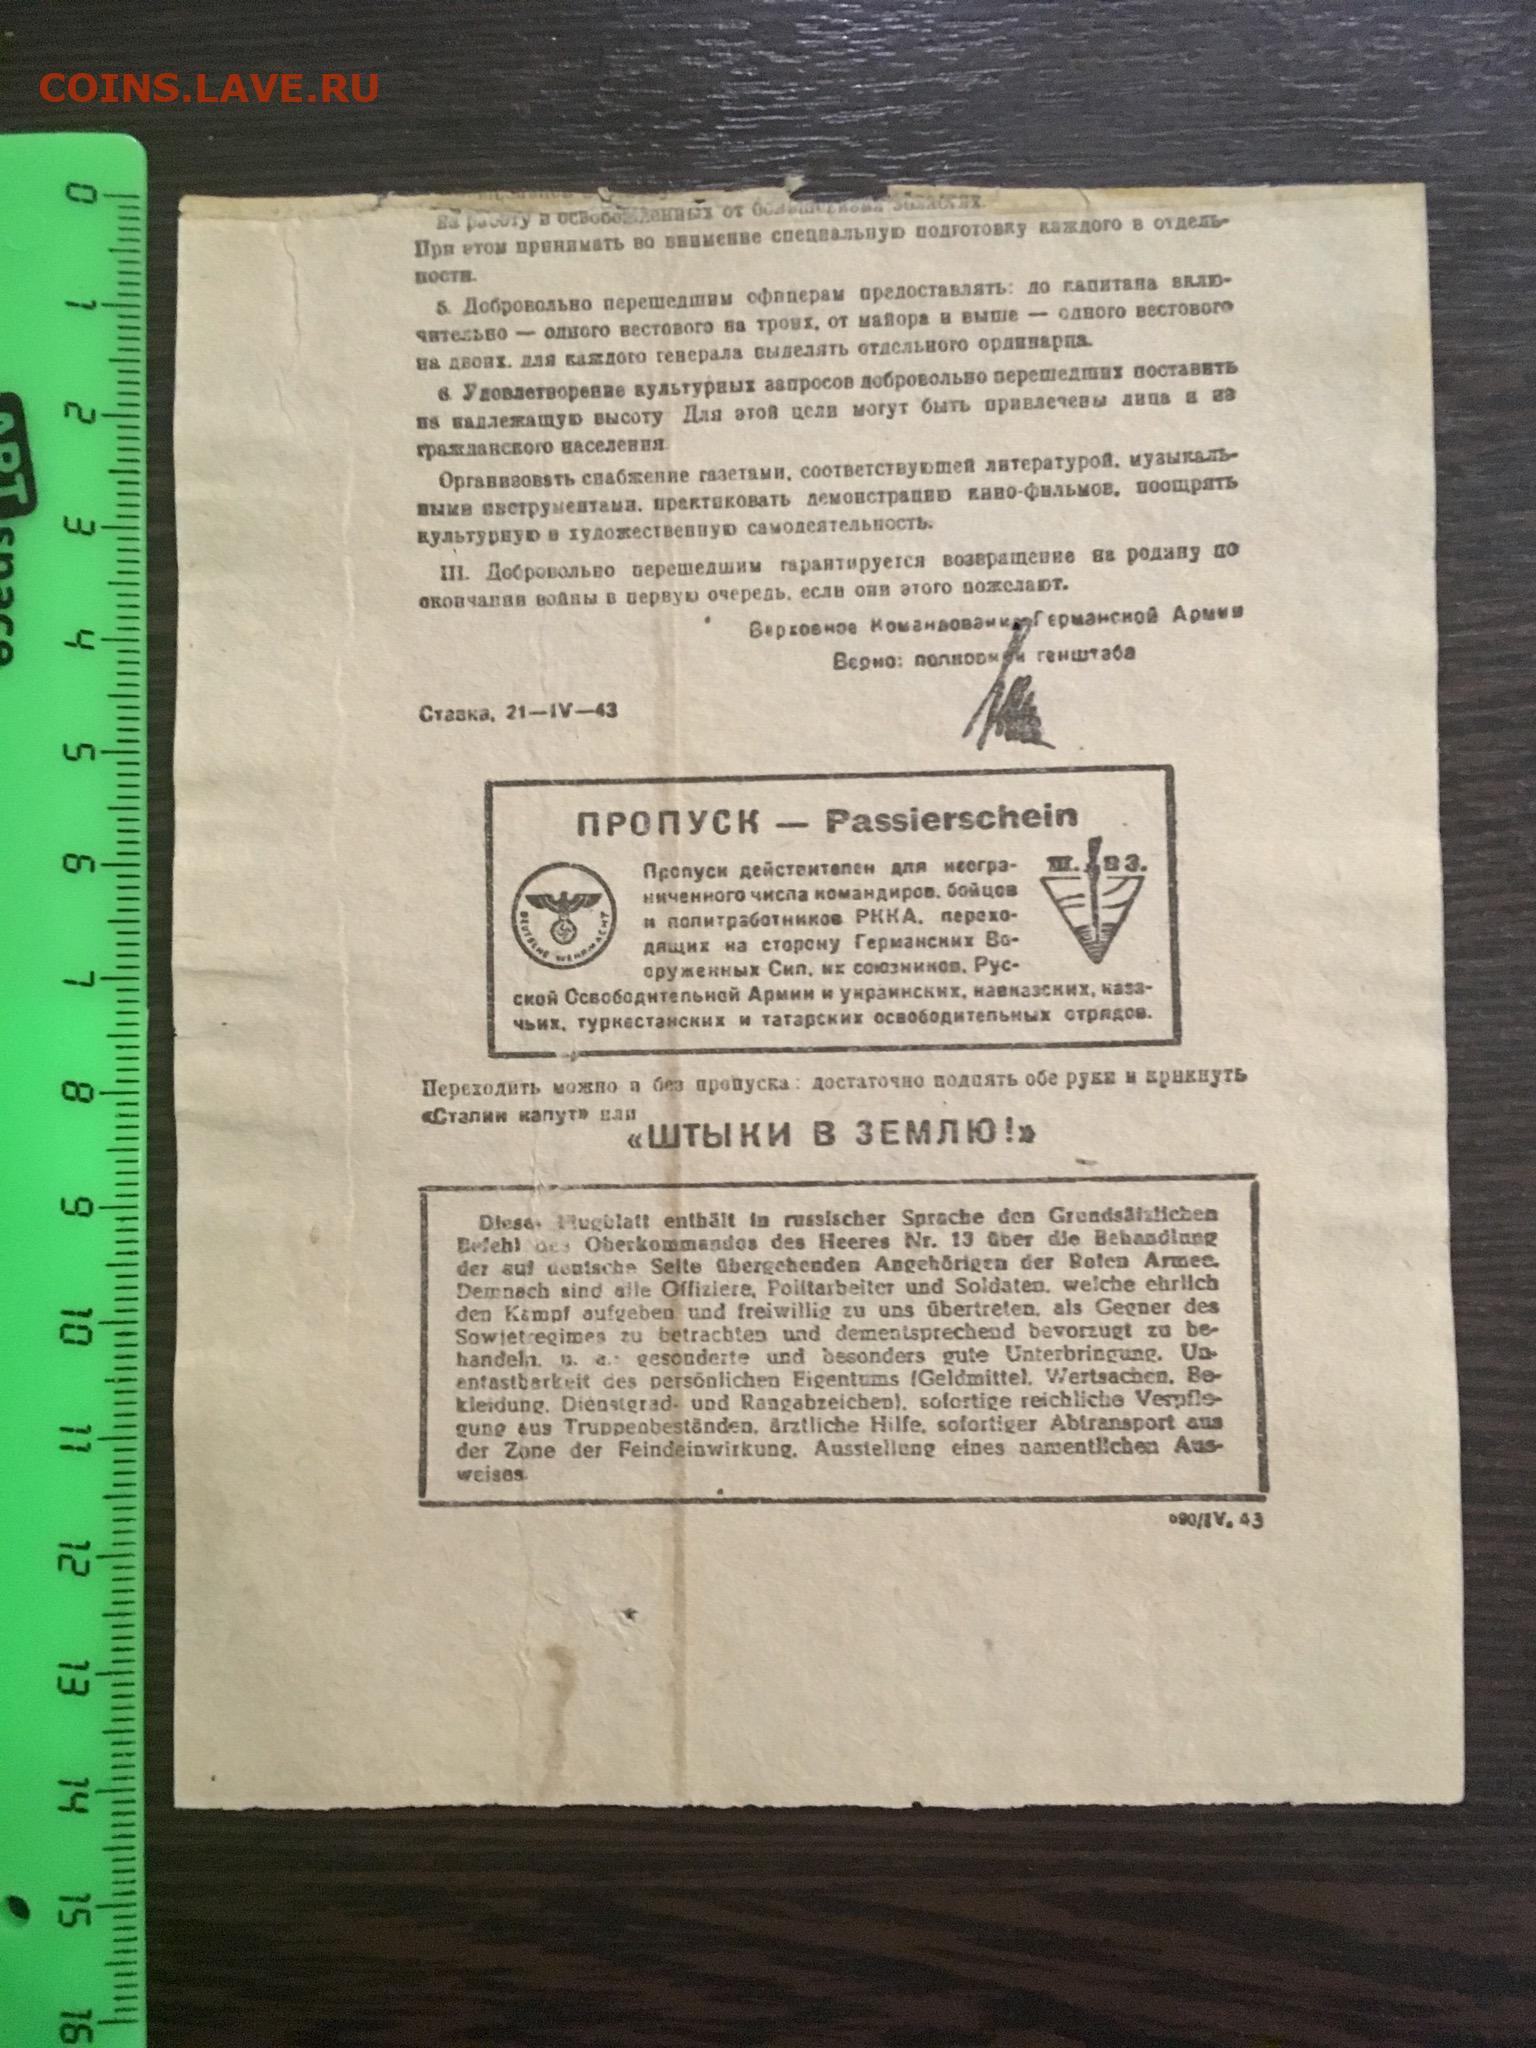 COINS.LAVE.RU
на работу в освобожденных от большевиков областях.
При этом принимать во внимение специальную подготовку каждого в отдель-
ности.
5. Добровольно перешедшим офицерам предоставлять: до капитана вклю-
чительно — одного вестового на троих, от майора и выше — одного вестового
на двоих, для каждого генерала выделять отдельного ординарца.
6. Удовлетворение культурных запросов добровольно перешедших поставить
на надлежащую высоту Для этой цели могут быть привлечены лица и из
гражданского населения
Организовать снабжение газетами, соответствующей литературой, музыкаль-
ными инструментами, практиковать демонстрацию кино-фильмов, поощрять
культурную и художественную самодеятельность.
III. Добровольно перешедшим гарантируется возвращение на родину по
окончании войны в первую очередь, если они этого пожелают.
Верховное Командование Германской Армии
Верно: полковник генштаба
Ставка, 21—IV—43
ПРОПУСК — Passierschein
Пропуск действителен для неогра-
ниченного числа командиров, бойцов
и политработников РККА, перехо-
дящих на сторону Германских Во-
оруженных Сил, их союзников, Рус-
ской Освободительной Армии и украинских, кавказских, каза-
чьих, туркестанских и татарских освободительных отрядов.
DEUTSCHE WEHRMACHT
Ш. В З.
Переходить можно и без пропуска: достаточно поднять обе руки и крикнуть
«Сталин капут» или
«ШТЫКИ В ЗЕМЛЮ!»
Dieses Flugblatt enthält in russischer Sprache den Grundsätzlichen
Befehl des Oberkommandos des Heeres Nr. 13 über die Behandlung
der auf deutsche Seite übergehenden Angehörigen der Roten Armee.
Demnach sind alle Offiziere, Politarbeiter und Soldaten, welche ehrlich
den Kampf aufgeben und freiwillig zu uns übertreten, als Gegner des
Sowjetregimes zu betrachten und dementsprechend bevorzugt zu be-
handeln, u. a.: gesonderte und besonders gute Unterbringung, Un-
antastbarkeit des persönlichen Eigentums (Geldmittel, Wertsachen, Be-
kleidung, Dienstgrad- und Rangabzeichen), sofortige reichliche Verpfle-
gung aus Truppenbeständen, ärztliche Hilfe, sofortiger Abtransport aus
der Zone der Feindeinwirkung, Ausstellung eines namentlichen Aus-
weises.
090/IV. 43
0
1
2
3
4
5
6
7
8
9
10
11
12
13
14
15
16
ART space